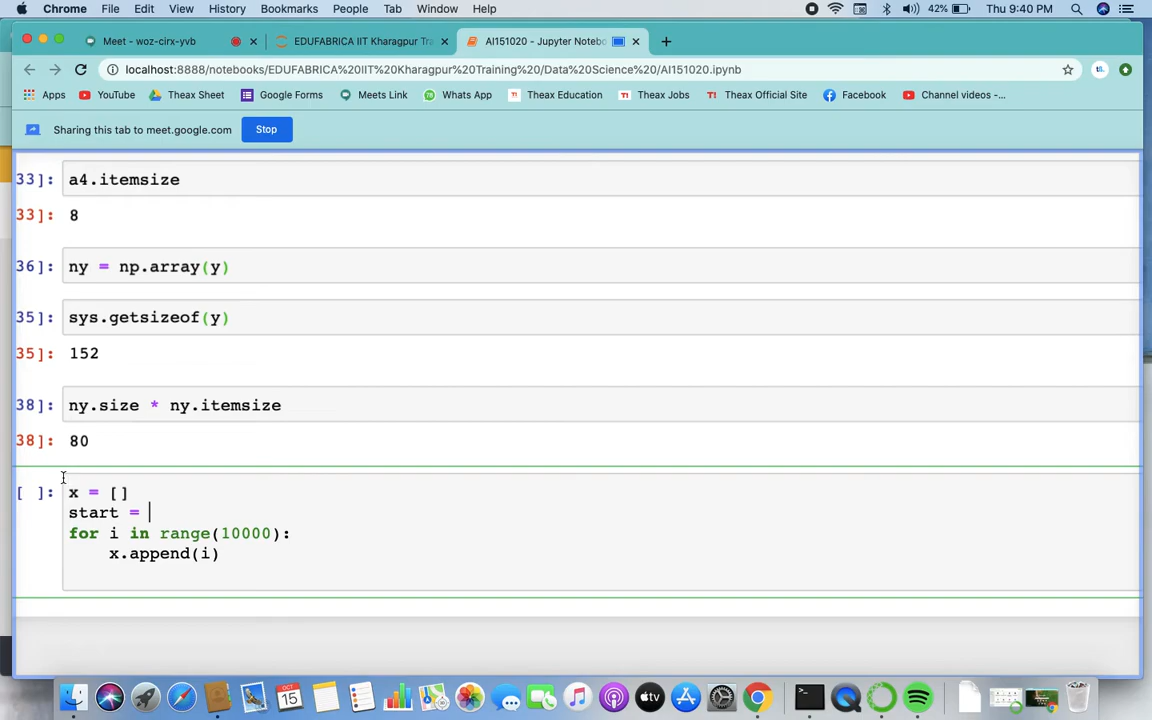 Chrome File Edit View History Bookmarks People Tab Window Help 42% Thu 9:40 PM
Meet - woz-cirx-yvb EDUFABRICA IIT Kharagpur Tra AI151020 - Jupyter Notebo
localhost:8888/notebooks/EDUFABRICA%20IIT%20Kharagpur%20Training%20/Data%20Science%20/AI151020.ipynb
Apps YouTube Theax Sheet Google Forms Meets Link Whats App Theax Education Theax Jobs Theax Official Site Facebook Channel videos -...
Sharing this tab to meet.google.com Stop
33]: a4.itemsize
33]: 8
36]: ny = np.array(y)
35]: sys.getsizeof(y)
35]: 152
38]: ny.size * ny.itemsize
38]: 80
[ ]: x = []
start =
for i in range(10000):
x.append(i)